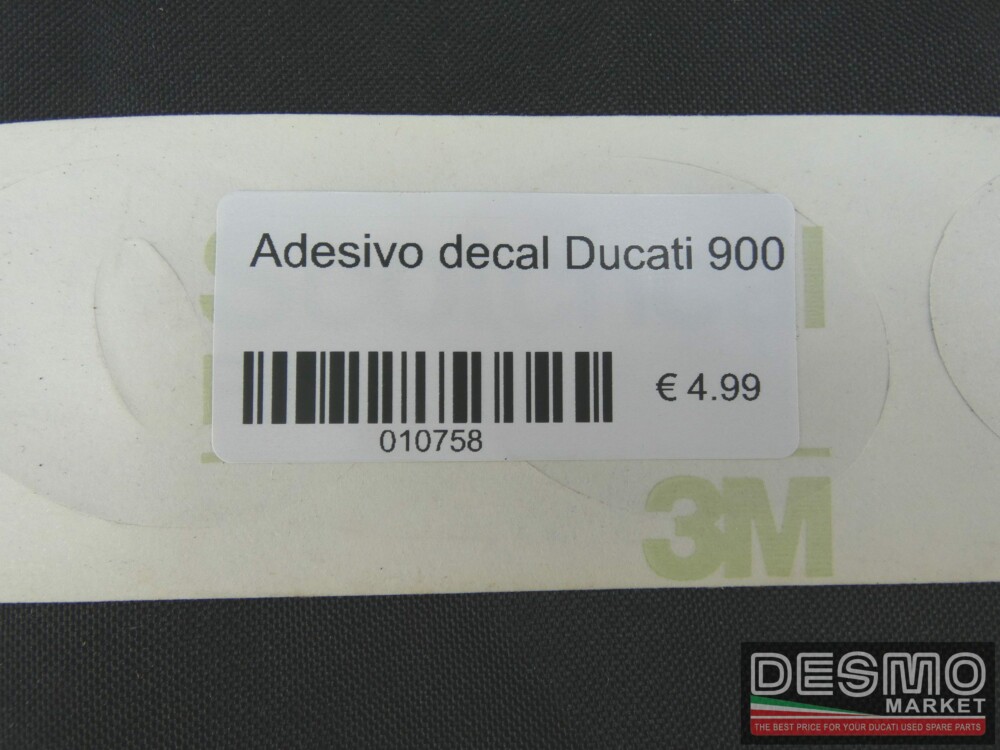 Adesivo decal Ducati 900
010758
€ 4.99
3M
DESMO
MARKET
THE BEST PRICE FOR YOUR DUCATI USED SPARE PARTS